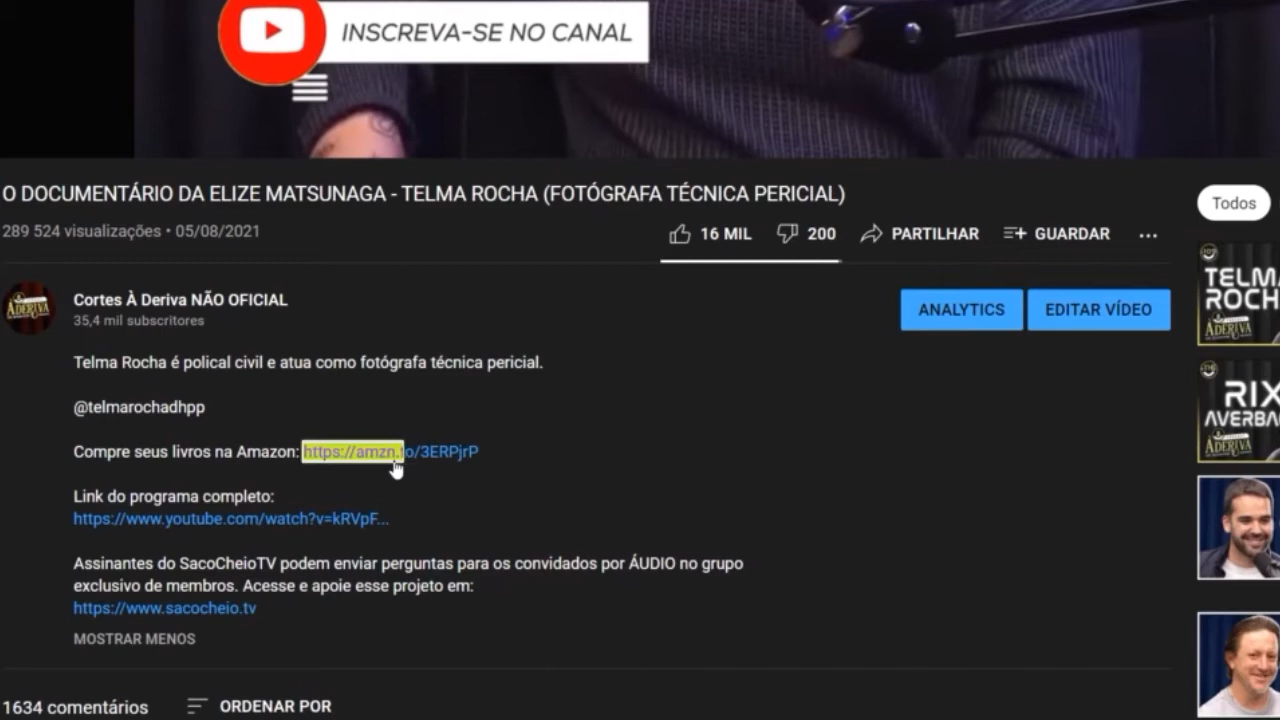 INSCREVA-SE NO CANAL
O DOCUMENTÁRIO DA ELIZE MATSUNAGA - TELMA ROCHA (FOTÓGRAFA TÉCNICA PERICIAL)
289 524 visualizações • 05/08/2021
16 MIL 200 PARTILHAR GUARDAR ...
Todos
Cortes À Deriva NÃO OFICIAL
35,4 mil subscritores
ANALYTICS EDITAR VÍDEO
ADERIVA
Telma Rocha é polical civil e atua como fotógrafa técnica pericial.
@telmarochadhpp
Compre seus livros na Amazon: https://amzn.to/3ERPjrP
Link do programa completo:
https://www.youtube.com/watch?v=kRVpF...
Assinantes do SacoCheioTV podem enviar perguntas para os convidados por ÁUDIO no grupo
exclusivo de membros. Acesse e apoie esse projeto em:
https://www.sacocheio.tv
MOSTRAR MENOS
1634 comentários ORDENAR POR
TELMA
ROCH
ADERIVA
RIX
AVERBA
ADERIVA